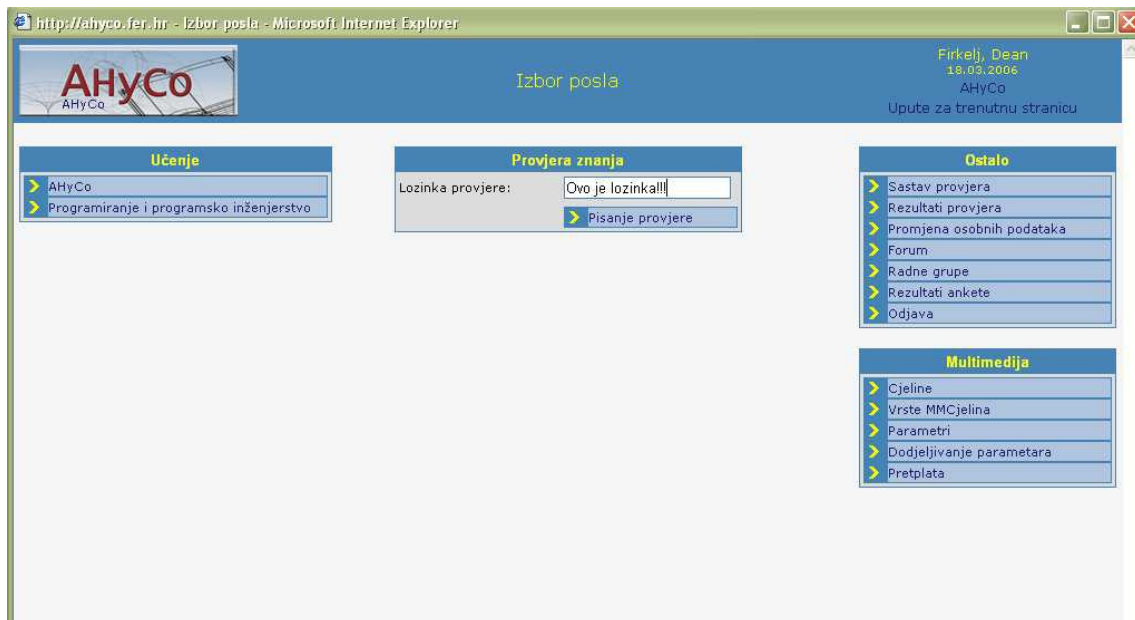 http://ahyco.fer.hr - Izbor posla - Microsoft Internet Explorer
AHyCo
AHyCo
Izbor posla
Firkelj, Dean
18.03.2006
AHyCo
Upute za trenutnu stranicu
Učenje
AHyCo
Programiranje i programsko inženjerstvo
Provjera znanja
Lozinka provjere: Ovo je lozinka!!!
Pisanje provjere
Ostalo
Sastav provjera
Rezultati provjera
Promjena osobnih podataka
Forum
Radne grupe
Rezultati ankete
Odjava
Multimedija
Cjeline
Vrste MMCjelina
Parametri
Dodjeljivanje parametara
Pretplata